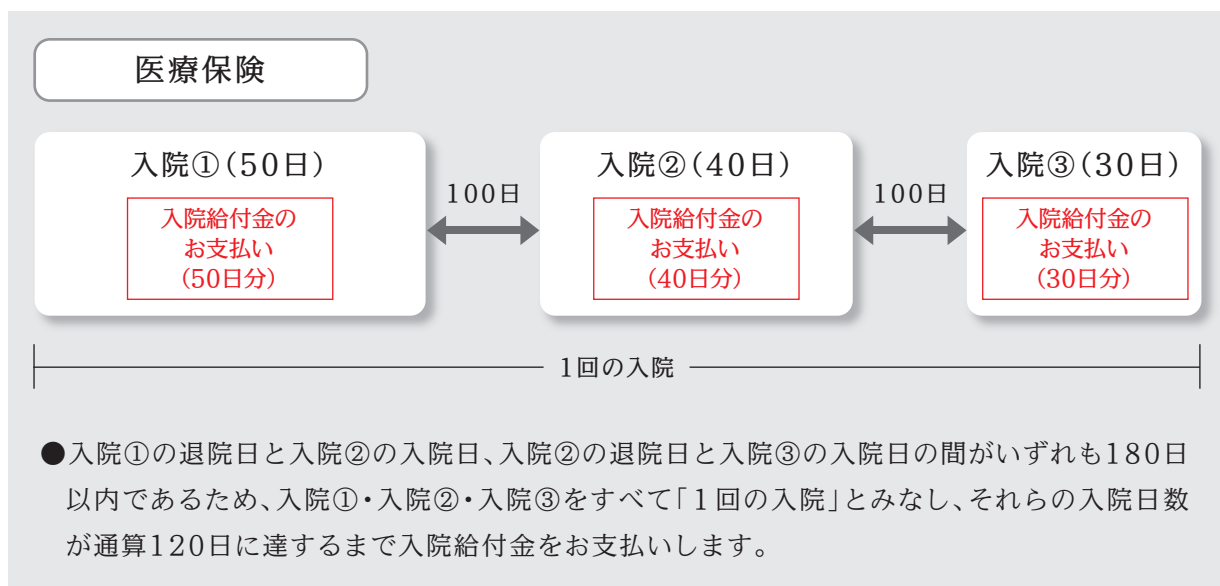 医療保険
入院①(50日)
入院給付金の
お支払い
(50日分)
100日
入院②(40日)
入院給付金の
お支払い
(40日分)
100日
入院③(30日)
入院給付金の
お支払い
(30日分)
1回の入院
●入院①の退院日と入院②の入院日、入院②の退院日と入院③の入院日の間がいずれも180日
以内であるため、入院①・入院②・入院③をすべて「1回の入院」とみなし、それらの入院日数
が通算120日に達するまで入院給付金をお支払いします。